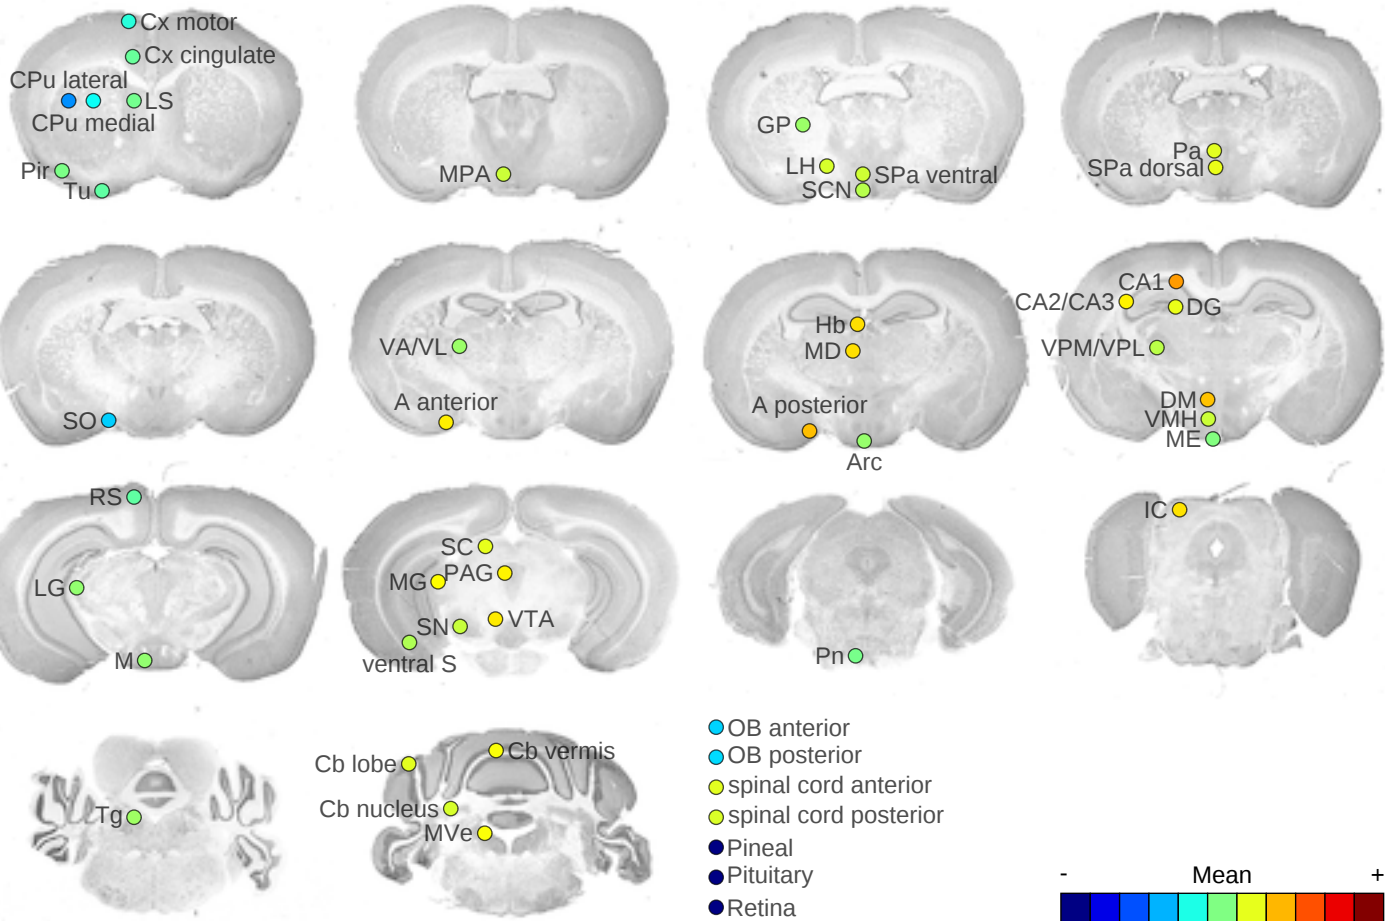 Cx motor
Cx cingulate
CPu lateral
LS
CPu medial
Pir
Tu
MPA
GP
LH
SPa ventral
SCN
Pa
SPa dorsal
SO
VA/VL
A anterior
Hb
MD
A posterior
Arc
CA1
CA2/CA3
DG
VPM/VPL
DM
VMH
ME
RS
LG
M
SC
MG
PAG
SN
VTA
ventral S
Pn
IC
Tg
Cb lobe
Cb vermis
Cb nucleus
MVe
OB anterior
OB posterior
spinal cord anterior
spinal cord posterior
Pineal
Pituitary
Retina
- Mean +